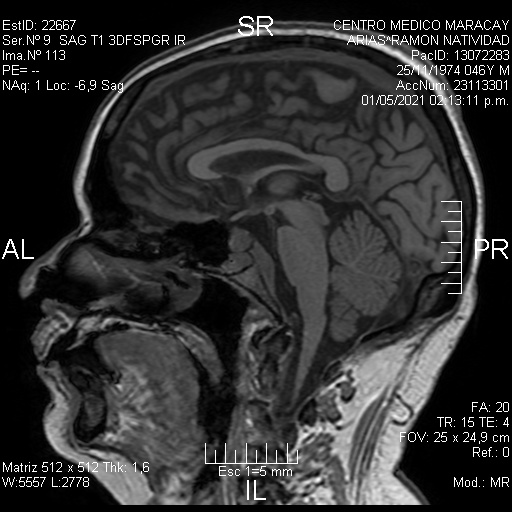 EstID: 22667
Ser.Nº 9 SAG T1 3DFSPGR IR
Ima.Nº 113
PE= --
NAq: 1 Loc: -6,9 Sag
SR
CENTRO MEDICO MARACAY
ARIAS^RAMON NATIVIDAD
PacID: 13072283
25/11/1974 046Y M
AccNum: 23113301
01/05/2021 02:13:11 p.m.
AL
PR
FA: 20
TR: 15 TE: 4
FOV: 25 x 24,9 cm
Ref.: 0
Matriz 512 x 512 Thk: 1,6
W:5557 L:2778
Esc 1=5 mm
IL
Mod.: MR